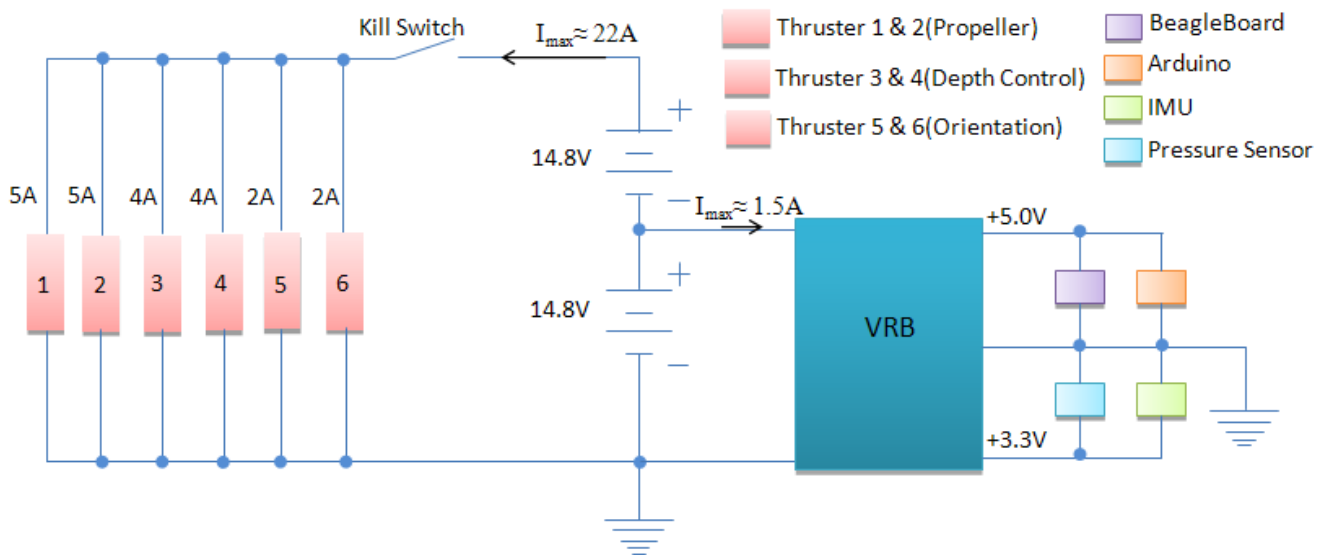 Kill Switch
Imax≈ 22A
Thruster 1 & 2(Propeller)
Thruster 3 & 4(Depth Control)
Thruster 5 & 6(Orientation)
BeagleBoard
Arduino
IMU
Pressure Sensor
5A
5A
4A
4A
2A
2A
1
2
3
4
5
6
+
14.8V
−
Imax≈ 1.5A
+
14.8V
−
VRB
+5.0V
+3.3V